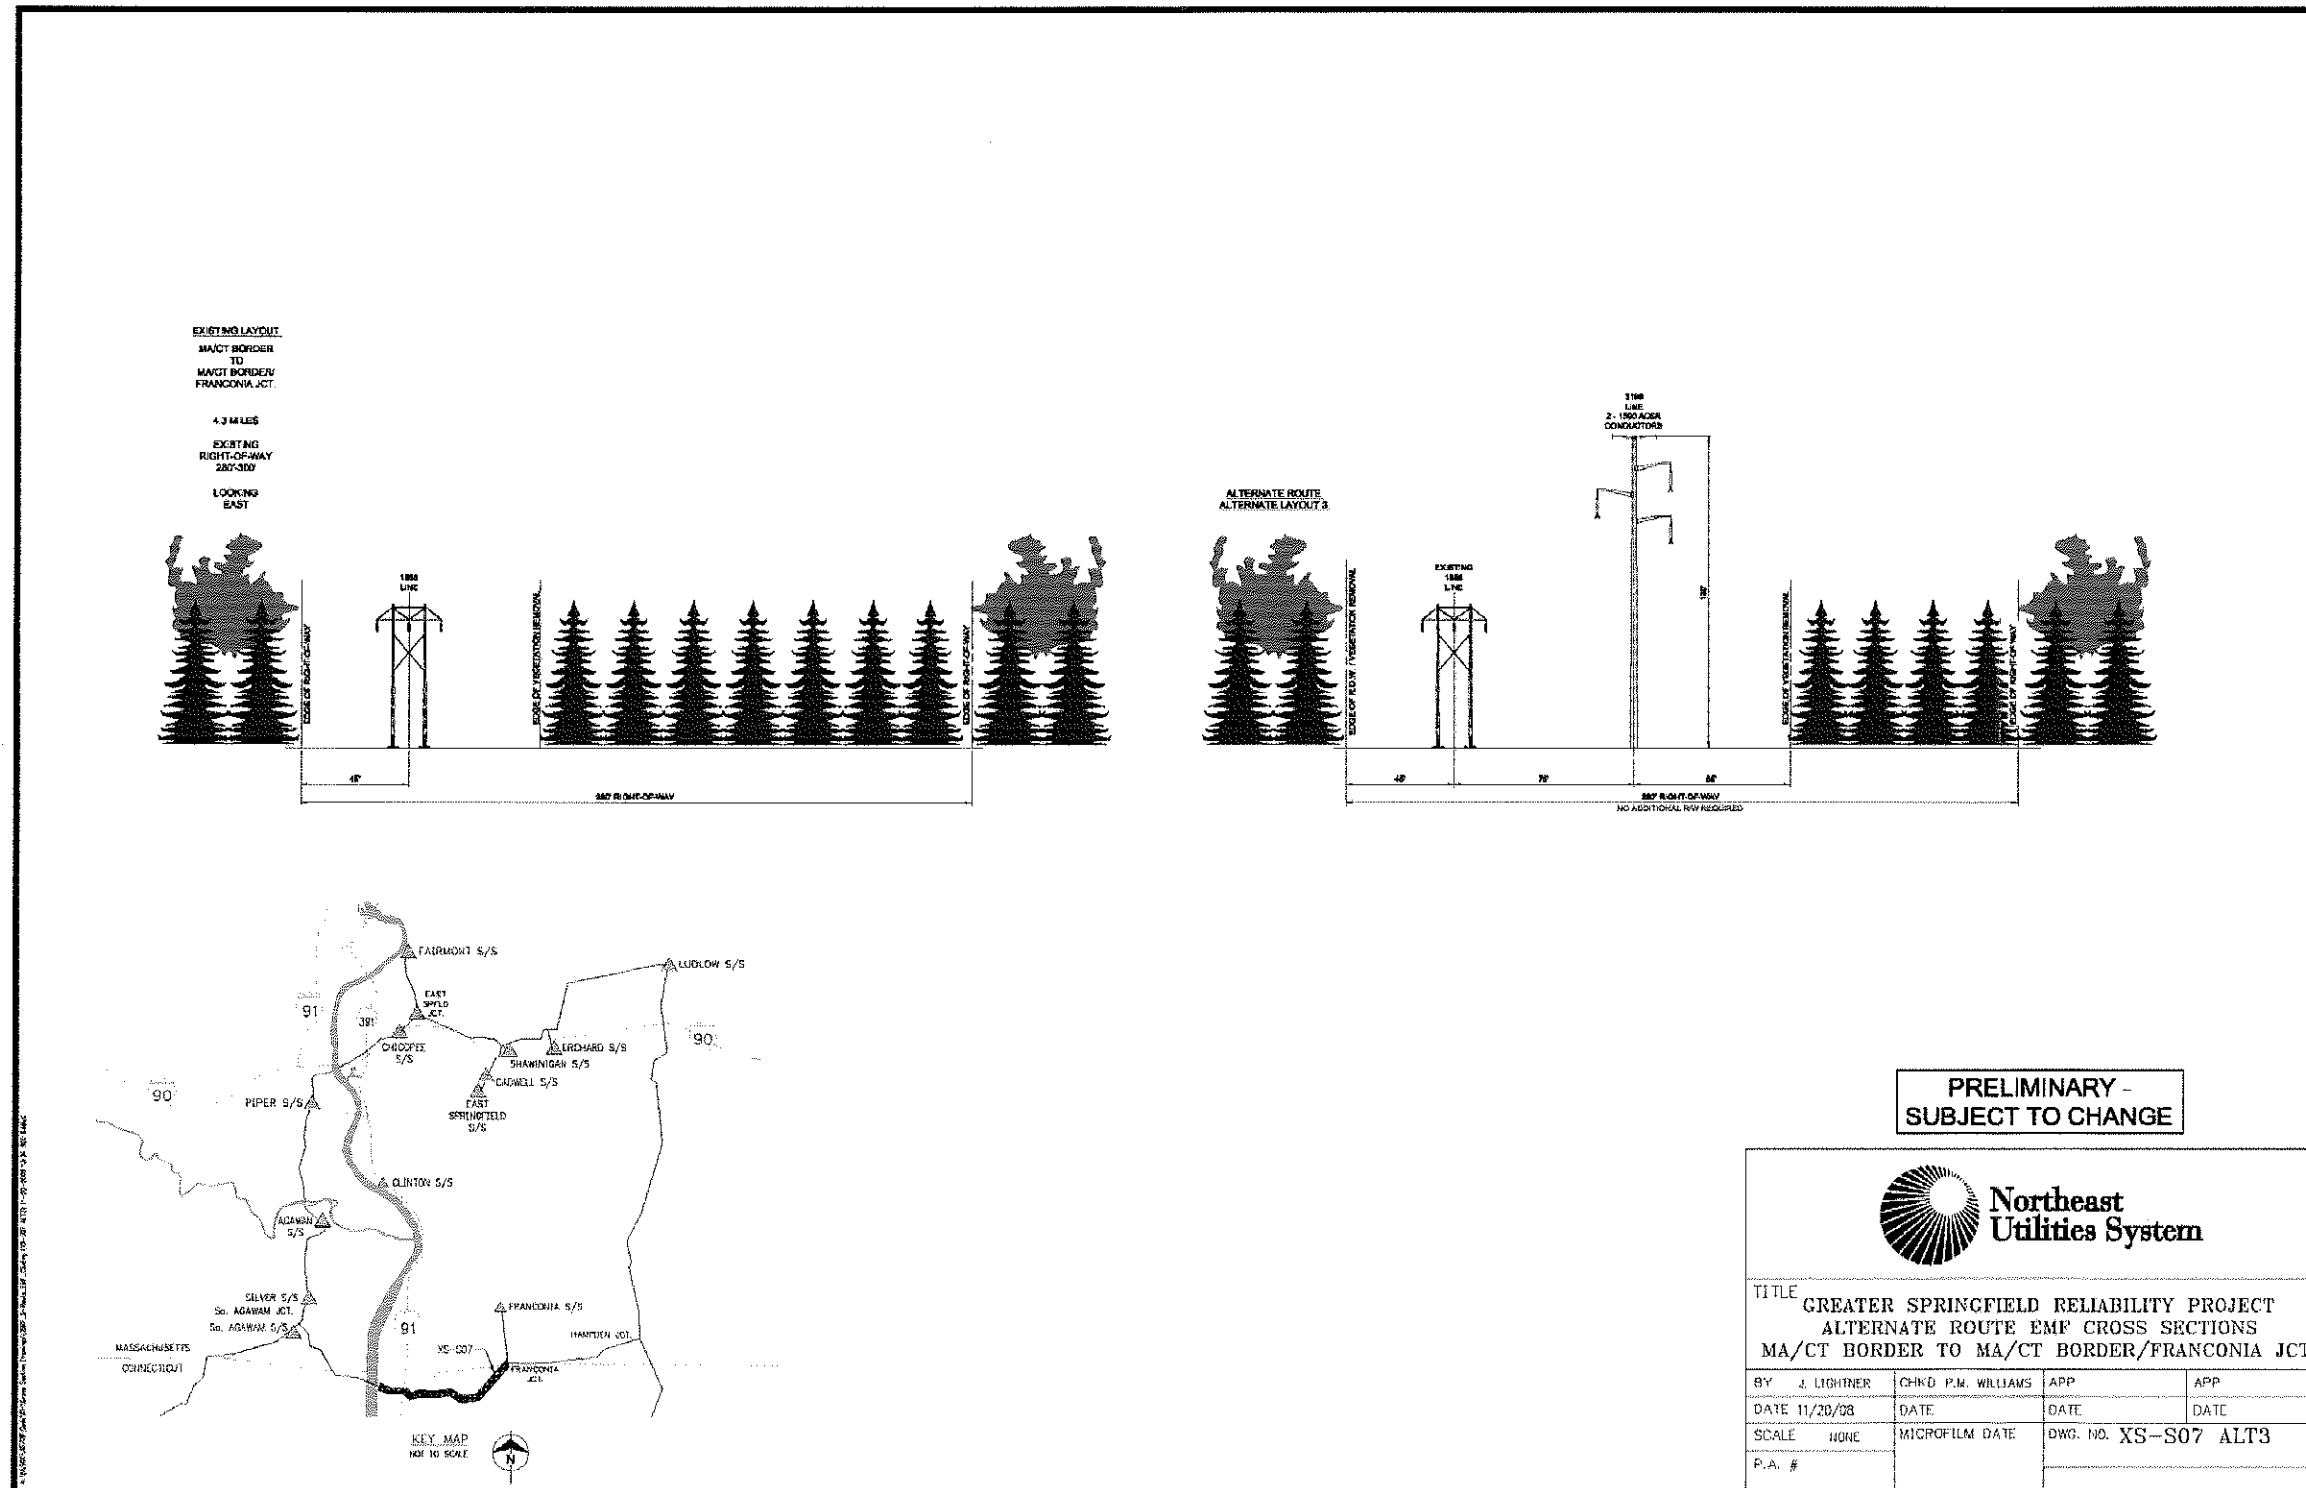 EXISTING LAYOUT
MA/CT BORDER
TO
MA/CT BORDER/
FRANCONIA JCT.
4.3 MILES
EXISTING
RIGHT-OF-WAY
280'-300'
LOOKING
EAST
LINE
EDGE OF RIGHT-OF-WAY
EDGE OF VEGETATION REMOVAL
EDGE OF RIGHT-OF-WAY
RIGHT-OF-WAY
ALTERNATE ROUTE
ALTERNATE LAYOUT 3
LINE
CONDUCTORS
EXISTING
LINE
EDGE OF R.O.W. / VEGETATION REMOVAL
EDGE OF VEGETATION REMOVAL
EDGE OF RIGHT-OF-WAY
RIGHT-OF-WAY
NO ADDITIONAL R/W REQUIRED
FAIRMONT S/S
LUDLOW S/S
EAST
SPFLD
JCT.
91
391
CHICOPEE
S/S
ORCHARD S/S
SHAWINIGAN S/S
90
CADWELL S/S
90
PIPER S/S
EAST
SPRINGFIELD
S/S
CLINTON S/S
AGAWAM
S/S
SILVER S/S
So. AGAWAM JCT.
So. AGAWAM S/S
FRANCONIA S/S
91
HAMPDEN JCT.
MASSACHUSETTS
CONNECTICUT
XS-S07
FRANCONIA
JCT.
KEY MAP
NOT TO SCALE
N
PRELIMINARY -
SUBJECT TO CHANGE
Northeast
Utilities System
TITLE
GREATER SPRINGFIELD RELIABILITY PROJECT
ALTERNATE ROUTE EMF CROSS SECTIONS
MA/CT BORDER TO MA/CT BORDER/FRANCONIA JCT
BY J. LIGHTNER CHKD P.M. WILLIAMS APP APP
DATE 11/20/08 DATE DATE DATE
SCALE NONE MICROFILM DATE DWG. NO. XS-S07 ALT3
P.A. #